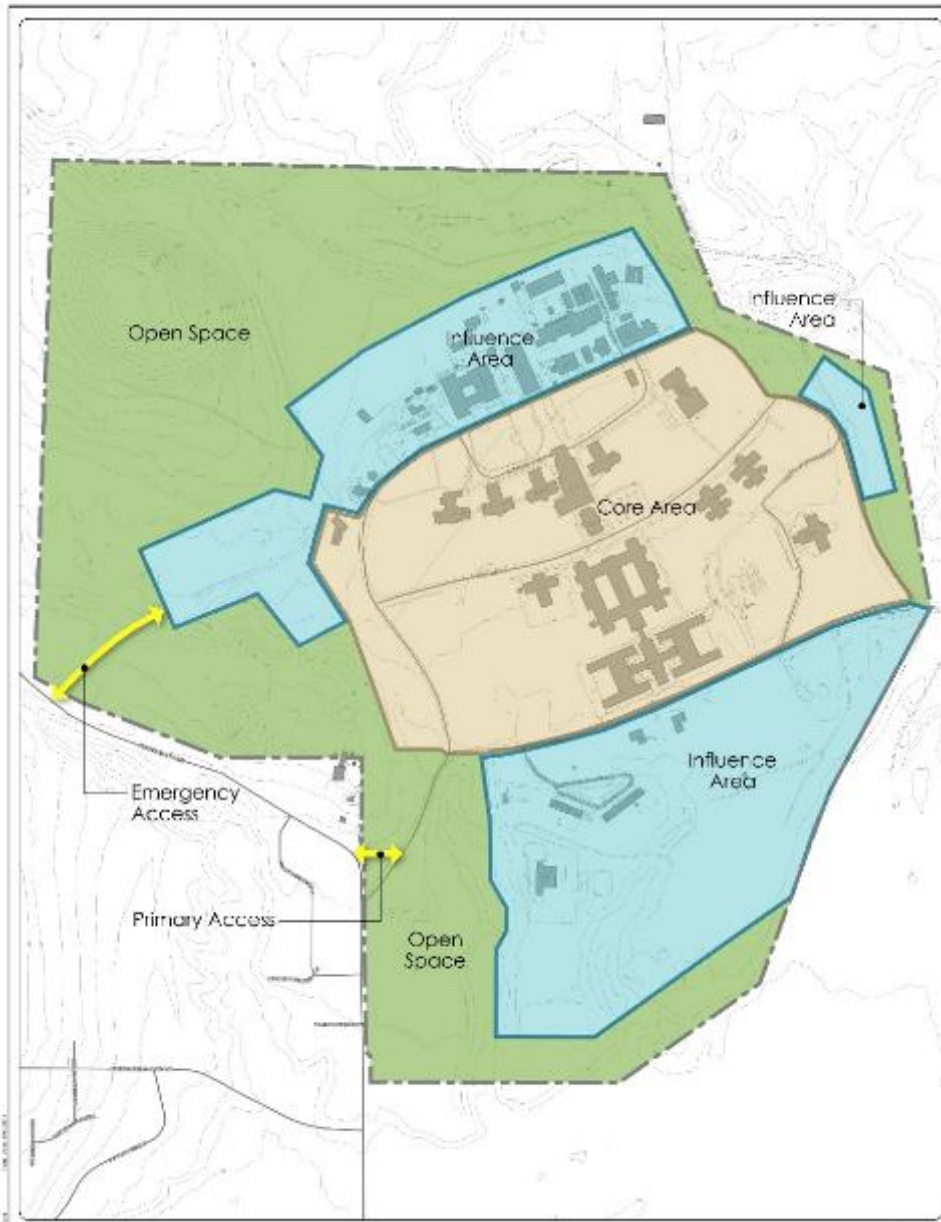 Open Space
Influence
Area
Influence
Area
Core Area
Influence
Area
Emergency
Access
Primary Access
Open
Space